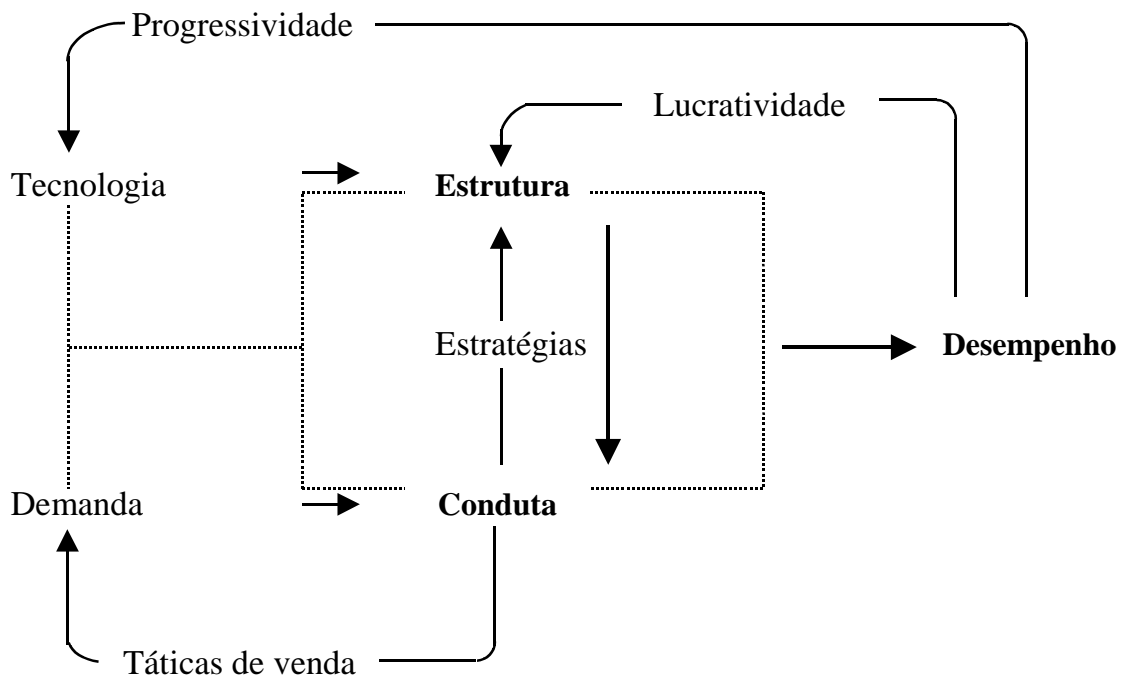 Progressividade
Lucratividade
Tecnologia
Estrutura
Estratégias
Desempenho
Demanda
Conduta
Táticas de venda